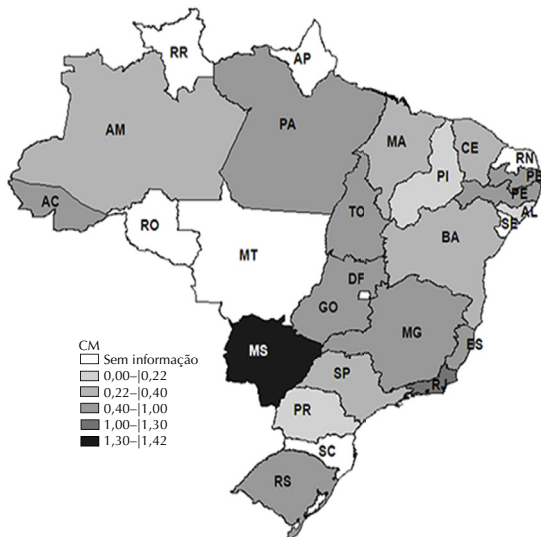 RR
AP
AM
PA
MA
CE
RN
PB
PI
PE
AL
SE
AC
TO
RO
BA
MT
DF
GO
MG
ES
MS
SP
RJ
PR
SC
RS
CM
Sem informação
0,00–|0,22
0,22–|0,40
0,40–|1,00
1,00–|1,30
1,30–|1,42